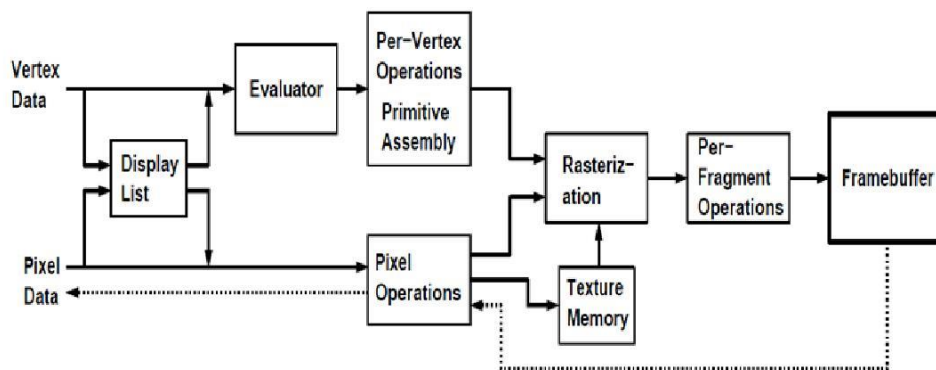 Vertex
Data
Display
List
Pixel
Data
Evaluator
Per-Vertex
Operations
Primitive
Assembly
Pixel
Operations
Rasteriz-
ation
Texture
Memory
Per-
Fragment
Operations
Framebuffer